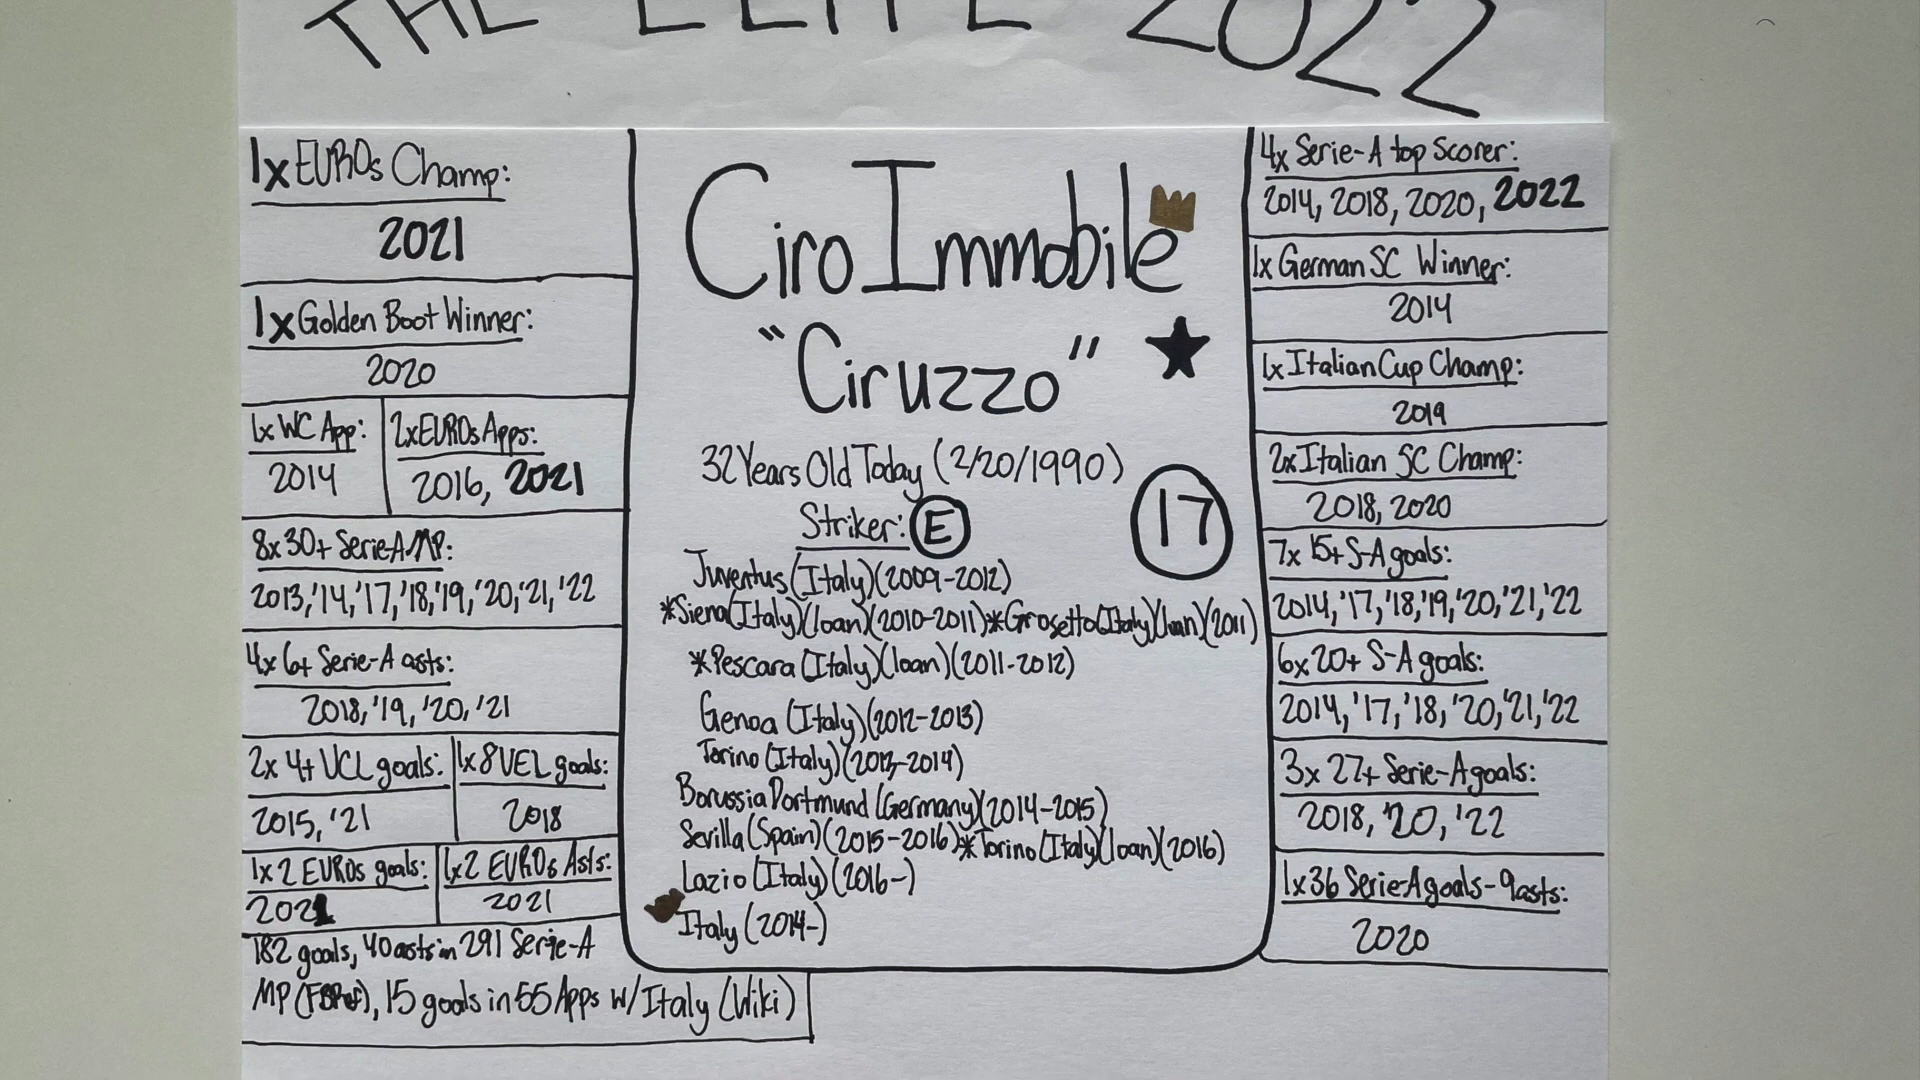 THE ELITE 2022
1x EUROs Champ:
2021
1x Golden Boot Winner:
2020
1x WC App:
2014
2x EUROs Apps:
2016, 2021
8x 30+ Serie-A MP:
2013,'14,'17,'18,'19,'20,'21,'22
4x 6+ Serie-A asts:
2018,'19,'20,'21
2x 4+ UCL goals:
2015, '21
1x 8 UEL goals:
2018
1x 2 EUROs goals:
2021
1x 2 EUROs Asts:
2021
182 goals, 40 asts in 291 Serie-A
MP (FBRef), 15 goals in 55 Apps w/ Italy (Wiki)
Ciro Immobile
"Ciruzzo"
32 Years Old Today (2/20/1990)
17
Striker: E
Juventus (Italy)(2009-2012)
*Siena(Italy)(loan)(2010-2011)*Grosetto(Italy)(loan)(2011)
*Pescara (Italy)(loan)(2011-2012)
Genoa (Italy)(2012-2013)
Torino (Italy)(2013-2014)
Borussia Dortmund (Germany)(2014-2015)
Sevilla (Spain)(2015-2016)*Torino(Italy)(loan)(2016)
Lazio (Italy)(2016-)
Italy (2014-)
4x Serie-A top Scorer:
2014, 2018, 2020, 2022
1x German SC Winner:
2014
1x Italian Cup Champ:
2019
2x Italian SC Champ:
2018, 2020
7x 15+ S-A goals:
2014,'17,'18,'19,'20,'21,'22
6x 20+ S-A goals:
2014,'17,'18,'20,'21,'22
3x 27+ Serie-A goals:
2018, '20, '22
1x 36 Serie-A goals-9 asts:
2020